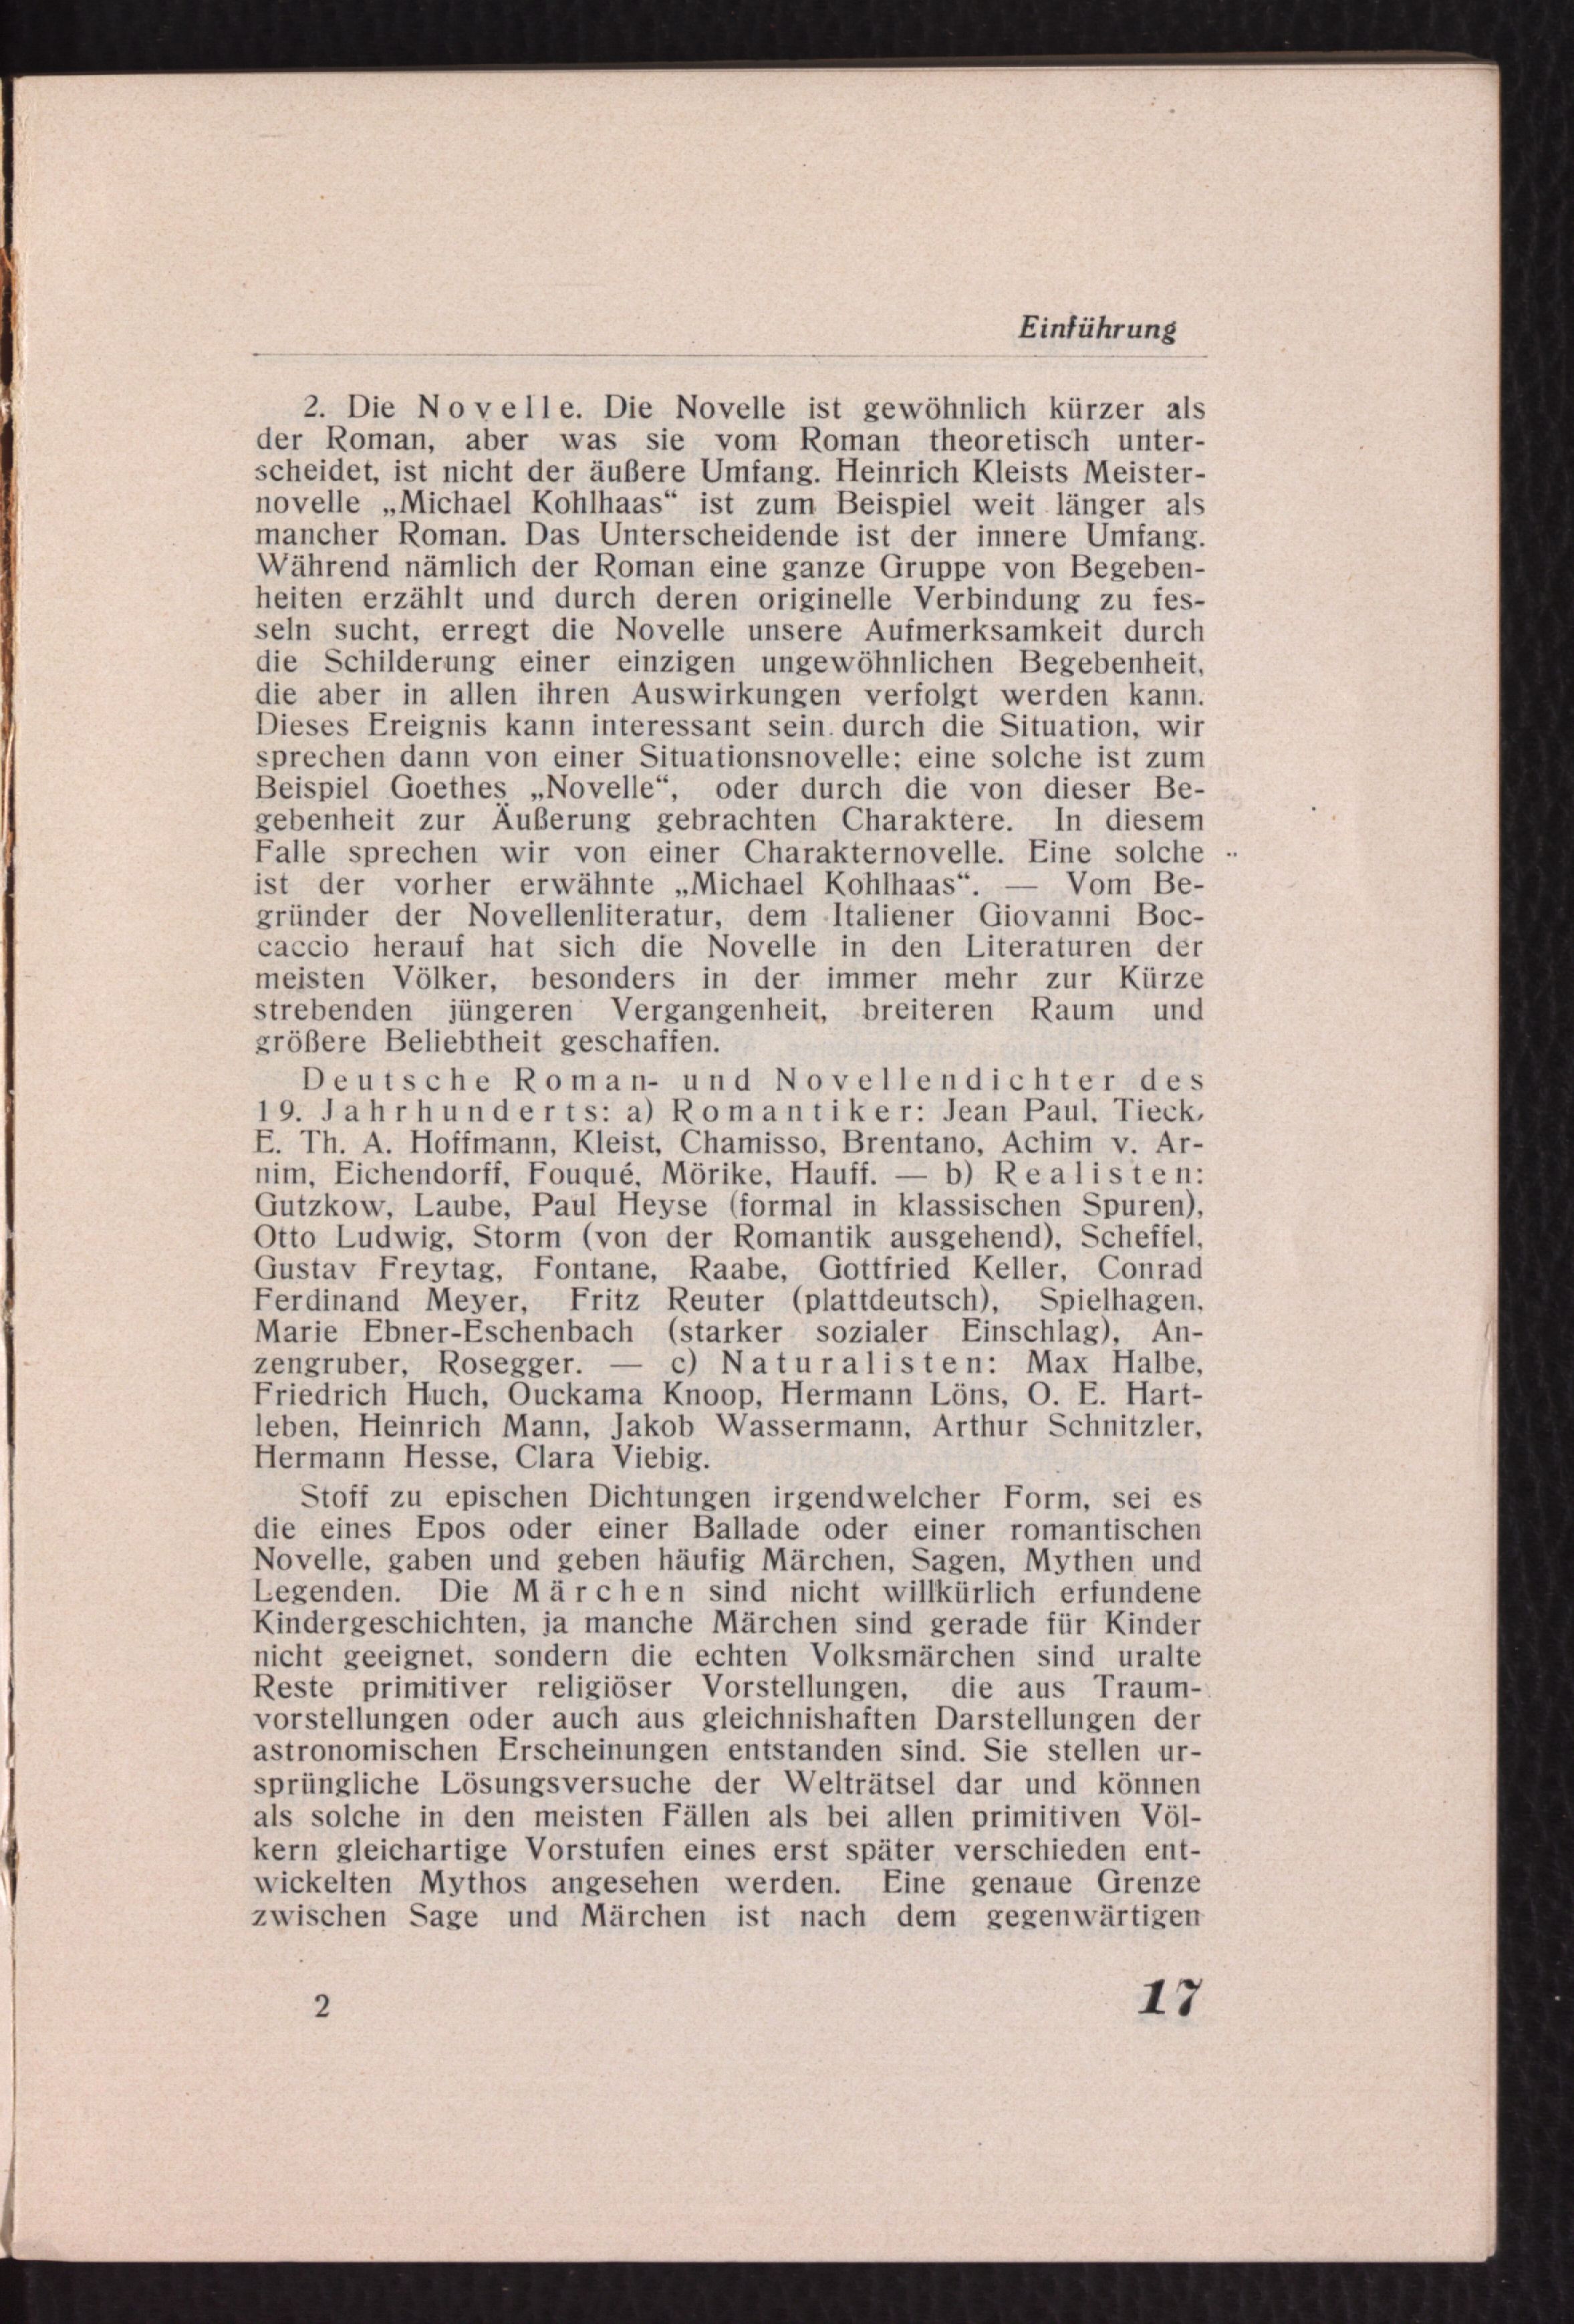 Einführung
2. Die Novelle. Die Novelle ist gewöhnlich kürzer als
der Roman, aber was sie vom Roman theoretisch unter-
scheidet, ist nicht der äußere Umfang. Heinrich Kleists Meister-
novelle „Michael Kohlhaas“ ist zum Beispiel weit länger als
mancher Roman. Das Unterscheidende ist der innere Umfang.
Während nämlich der Roman eine ganze Gruppe von Begeben-
heiten erzählt und durch deren originelle Verbindung zu fes-
seln sucht, erregt die Novelle unsere Aufmerksamkeit durch
die Schilderung einer einzigen ungewöhnlichen Begebenheit,
die aber in allen ihren Auswirkungen verfolgt werden kann.
Dieses Ereignis kann interessant sein durch die Situation, wir
sprechen dann von einer Situationsnovelle; eine solche ist zum
Beispiel Goethes „Novelle“, oder durch die von dieser Be-
gebenheit zur Äußerung gebrachten Charaktere. In diesem
Falle sprechen wir von einer Charakternovelle. Eine solche
ist der vorher erwähnte „Michael Kohlhaas“. — Vom Be-
gründer der Novellenliteratur, dem Italiener Giovanni Boc-
caccio herauf hat sich die Novelle in den Literaturen der
meisten Völker, besonders in der immer mehr zur Kürze
strebenden jüngeren Vergangenheit, breiteren Raum und
größere Beliebtheit geschaffen.
Deutsche Roman- und Novellendichter des
19. Jahrhunderts: a) Romantiker: Jean Paul, Tieck,
E. Th. A. Hoffmann, Kleist, Chamisso, Brentano, Achim v. Ar-
nim, Eichendorff, Fouqué, Mörike, Hauff. — b) Realisten:
Gutzkow, Laube, Paul Heyse (formal in klassischen Spuren),
Otto Ludwig, Storm (von der Romantik ausgehend), Scheffel,
Gustav Freytag, Fontane, Raabe, Gottfried Keller, Conrad
Ferdinand Meyer, Fritz Reuter (plattdeutsch), Spielhagen,
Marie Ebner-Eschenbach (starker sozialer Einschlag), An-
zengruber, Rosegger. — c) Naturalisten: Max Halbe,
Friedrich Huch, Ouckama Knoop, Hermann Löns, O. E. Hart-
leben, Heinrich Mann, Jakob Wassermann, Arthur Schnitzler,
Hermann Hesse, Clara Viebig.
Stoff zu epischen Dichtungen irgendwelcher Form, sei es
die eines Epos oder einer Ballade oder einer romantischen
Novelle, gaben und geben häufig Märchen, Sagen, Mythen und
Legenden. Die Märchen sind nicht willkürlich erfundene
Kindergeschichten, ja manche Märchen sind gerade für Kinder
nicht geeignet, sondern die echten Volksmärchen sind uralte
Reste primitiver religiöser Vorstellungen, die aus Traum-
vorstellungen oder auch aus gleichnishaften Darstellungen der
astronomischen Erscheinungen entstanden sind. Sie stellen ur-
sprüngliche Lösungsversuche der Welträtsel dar und können
als solche in den meisten Fällen als bei allen primitiven Völ-
kern gleichartige Vorstufen eines erst später verschieden ent-
wickelten Mythos angesehen werden. Eine genaue Grenze
zwischen Sage und Märchen ist nach dem gegenwärtigen
2
17